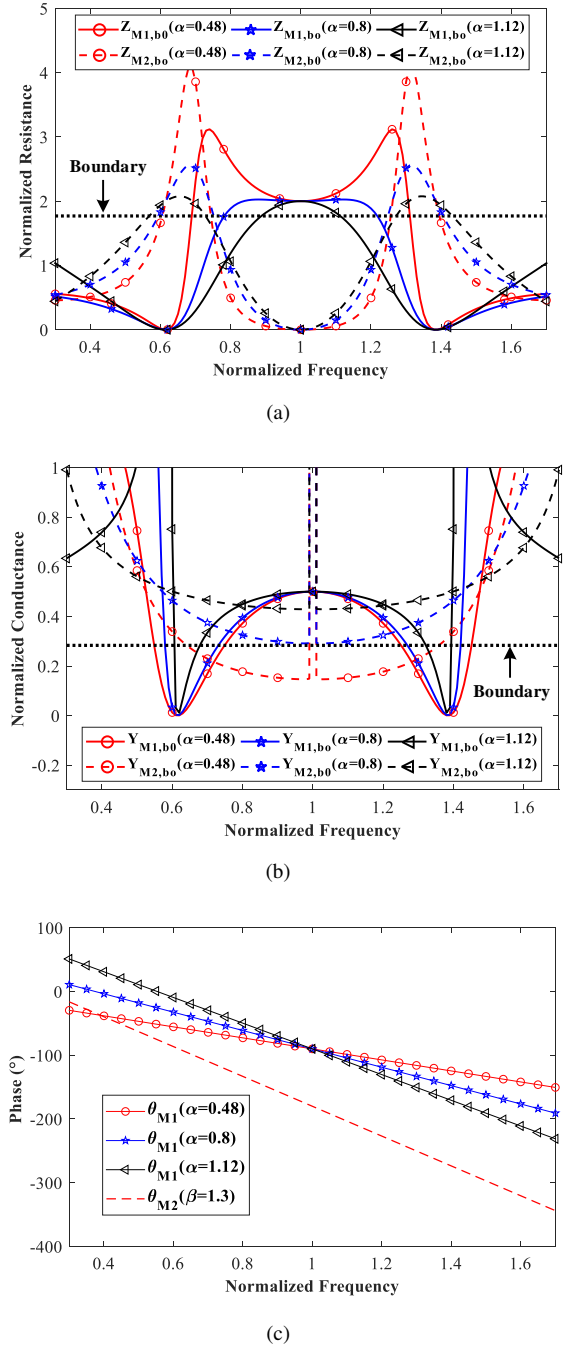 (a)
5
4
3
2
1
0
Normalized Resistance
Z_M1,b0(α=0.48) Z_M1,bo(α=0.8) Z_M1,bo(α=1.12)
Z_M2,b0(α=0.48) Z_M2,bo(α=0.8) Z_M2,bo(α=1.12)
Boundary
0.4 0.6 0.8 1 1.2 1.4 1.6
Normalized Frequency
(a)
1
0.8
0.6
0.4
0.2
0
-0.2
Normalized Conductance
Boundary
Y_M1,b0(α=0.48) Y_M1,bo(α=0.8) Y_M1,bo(α=1.12)
Y_M2,bo(α=0.48) Y_M2,b0(α=0.8) Y_M2,bo(α=1.12)
0.4 0.6 0.8 1 1.2 1.4 1.6
Normalized Frequency
(b)
100
0
-100
-200
-300
-400
Phase (°)
θ_M1(α=0.48)
θ_M1(α=0.8)
θ_M1(α=1.12)
θ_M2(β=1.3)
0.4 0.6 0.8 1 1.2 1.4 1.6
Normalized Frequency
(c)